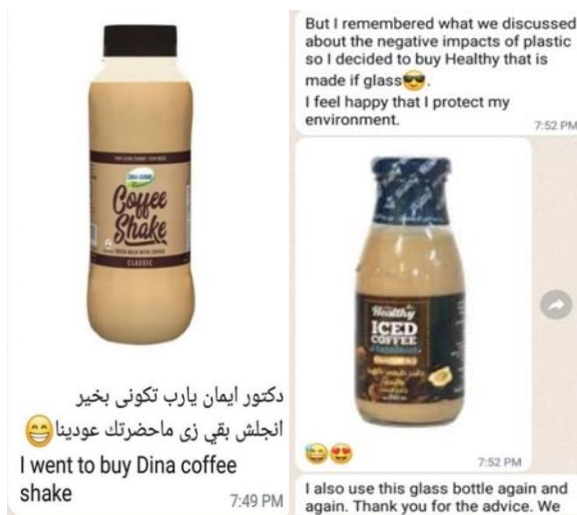 DINA FARMS
Coffee
Shake
CLASSIC
دكتور ايمان يارب تكونى بخير
انجلش بقي زى ماحضرتك عودينا😁
I went to buy Dina coffee
shake
7:49 PM
But I remembered what we discussed
about the negative impacts of plastic
so I decided to buy Healthy that is
made if glass😎.
I feel happy that I protect my
environment.
7:52 PM
Healthy
ICED
COFFEE
Hazelnut
😅😍
7:52 PM
I also use this glass bottle again and
again. Thank you for the advice. We